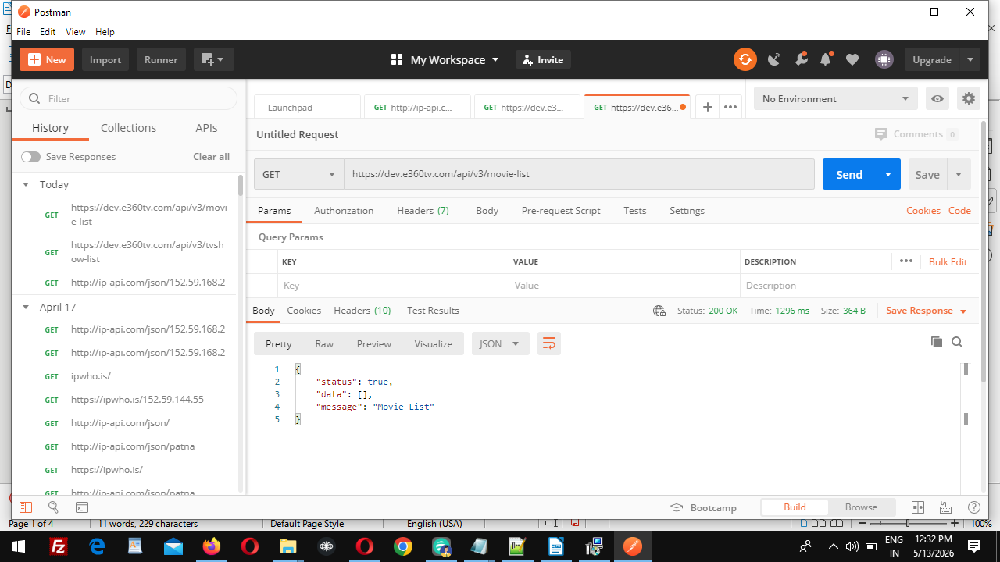 Postman
File Edit View Help
New Import Runner My Workspace Invite Upgrade
Filter
History Collections APIs
Save Responses Clear all
Today
GET https://dev.e360tv.com/api/v3/movi
e-list
GET https://dev.e360tv.com/api/v3/tvsh
ow-list
GET http://ip-api.com/json/152.59.168.2
April 17
GET http://ip-api.com/json/152.59.168.2
GET http://ip-api.com/json/152.59.168.2
GET ipwho.is/
GET https://ipwho.is/152.59.144.55
GET http://ip-api.com/json/
GET http://ip-api.com/json/patna
GET https://ipwho.is/
GET http://ip-api.com/json/patna
Launchpad GET http://ip-api.c... GET https://dev.e3... GET https://dev.e36... No Environment
Untitled Request Comments 0
GET https://dev.e360tv.com/api/v3/movie-list Send Save
Params Authorization Headers (7) Body Pre-request Script Tests Settings Cookies Code
Query Params
KEY VALUE DESCRIPTION Bulk Edit
Key Value Description
Body Cookies Headers (10) Test Results Status: 200 OK Time: 1296 ms Size: 364 B Save Response
Pretty Raw Preview Visualize JSON
1 {
2 "status": true,
3 "data": [],
4 "message": "Movie List"
5 }
Bootcamp Build Browse
Page 1 of 4 11 words, 229 characters Default Page Style English (USA) 100%
ENG 12:32 PM
IN 5/13/2026